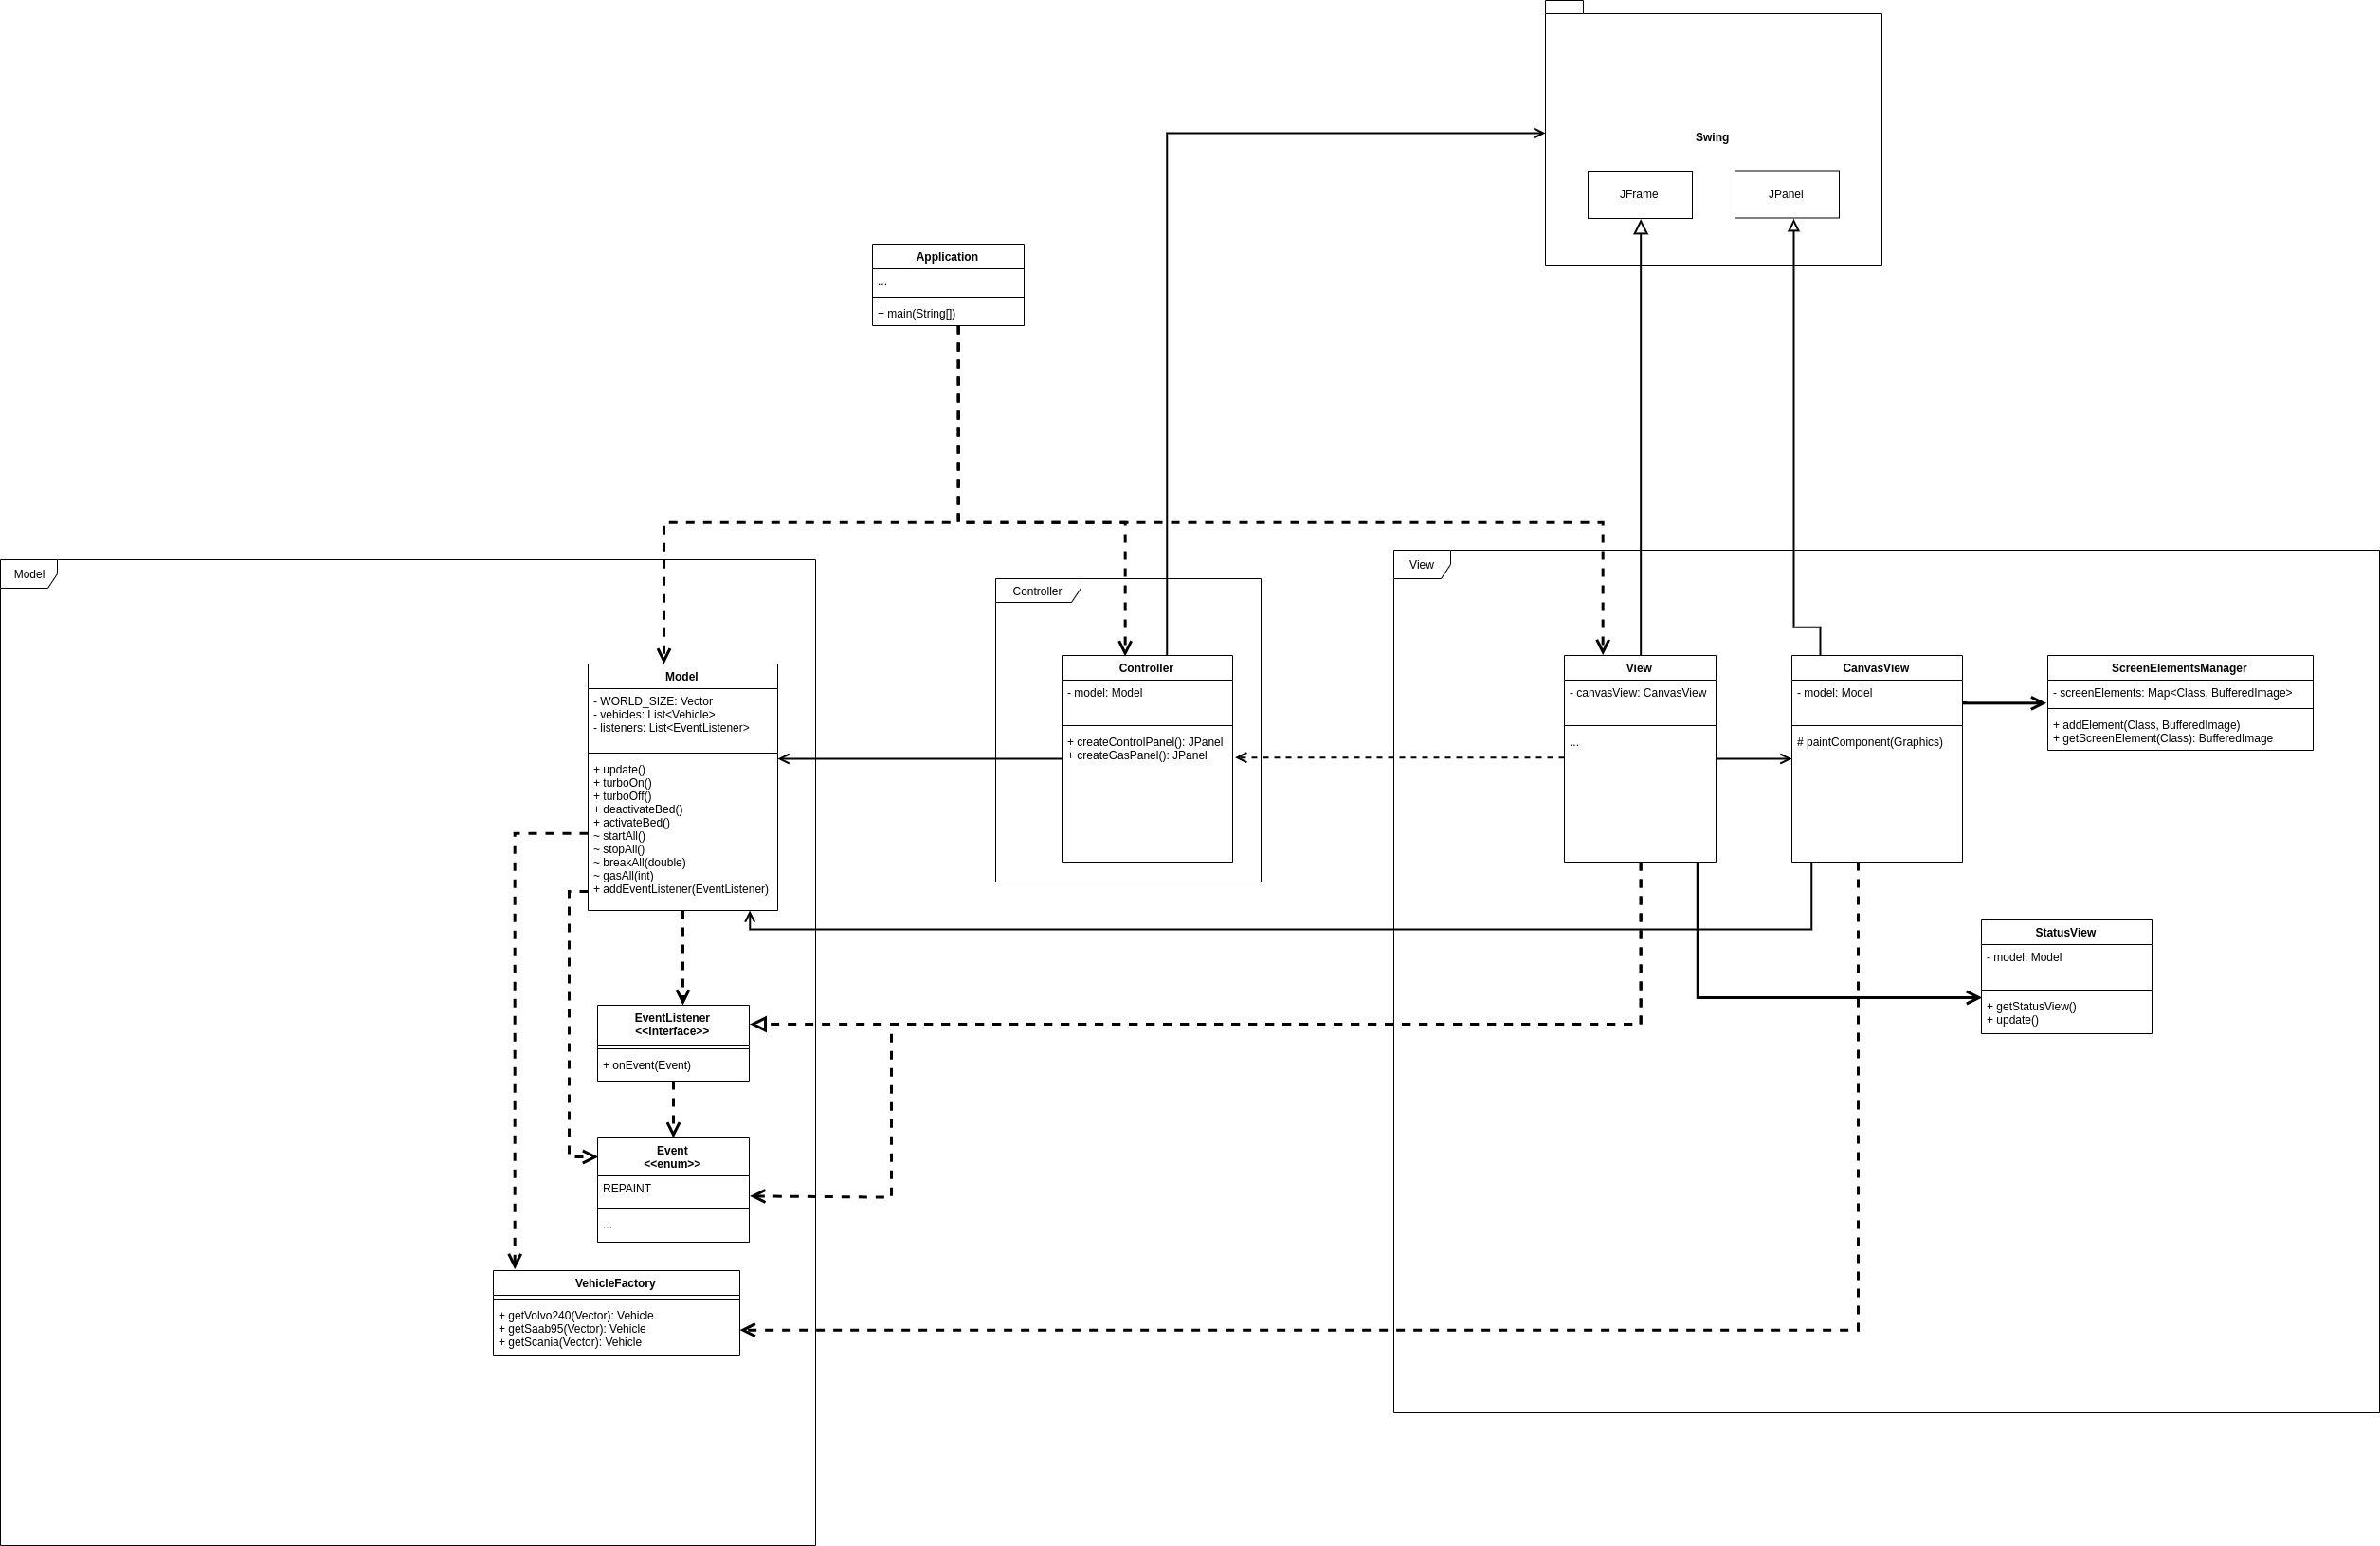 Swing
JFrame
JPanel
Application
...
+ main(String[])
Model
Controller
View
Model
- WORLD_SIZE: Vector
- vehicles: List<Vehicle>
- listeners: List<EventListener>
+ update()
+ turboOn()
+ turboOff()
+ deactivateBed()
+ activateBed()
~ startAll()
~ stopAll()
~ breakAll(double)
~ gasAll(int)
+ addEventListener(EventListener)
Controller
- model: Model
+ createControlPanel(): JPanel
+ createGasPanel(): JPanel
View
- canvasView: CanvasView
...
CanvasView
- model: Model
# paintComponent(Graphics)
ScreenElementsManager
- screenElements: Map<Class, BufferedImage>
+ addElement(Class, BufferedImage)
+ getScreenElement(Class): BufferedImage
StatusView
- model: Model
+ getStatusView()
+ update()
EventListener
<<interface>>
+ onEvent(Event)
Event
<<enum>>
REPAINT
...
VehicleFactory
+ getVolvo240(Vector): Vehicle
+ getSaab95(Vector): Vehicle
+ getScania(Vector): Vehicle